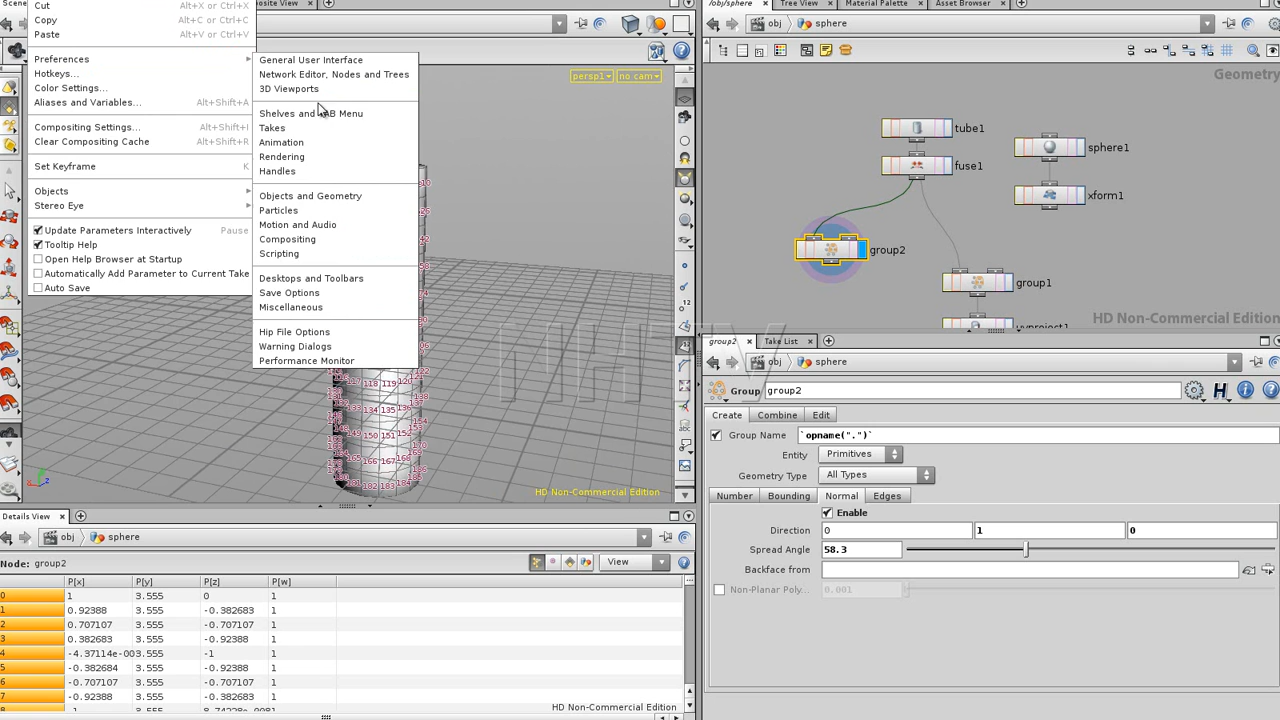 Scene
posite View
/obj/sphere
Tree View
Material Palette
Asset Browser
Cut Alt+X or Ctrl+X
Copy Alt+C or Ctrl+C
Paste Alt+V or Ctrl+V
Preferences
Hotkeys...
Color Settings...
Aliases and Variables... Alt+Shift+A
Compositing Settings... Alt+Shift+I
Clear Compositing Cache Alt+Shift+R
Set Keyframe K
Objects
Stereo Eye
Update Parameters Interactively Pause
Tooltip Help
Open Help Browser at Startup
Automatically Add Parameter to Current Take
Auto Save
General User Interface
Network Editor, Nodes and Trees
3D Viewports
Shelves and TAB Menu
Takes
Animation
Rendering
Handles
Objects and Geometry
Particles
Motion and Audio
Compositing
Scripting
Desktops and Toolbars
Save Options
Miscellaneous
Hip File Options
Warning Dialogs
Performance Monitor
persp1
no cam
HD Non-Commercial Edition
obj sphere
Geometry
tube1
fuse1
sphere1
xform1
group2
group1
uvproject1
HD Non-Commercial Edition
NHTV
group2
Take List
obj sphere
Group group2
Create Combine Edit
Group Name `opname(".")`
Entity Primitives
Geometry Type All Types
Number Bounding Normal Edges
Enable
Direction 0 1 0
Spread Angle 58.3
Backface from
Non-Planar Poly... 0.001
Details View
obj sphere
Node: group2
View
P[x] P[y] P[z] P[w]
0 1 3.555 0 1
1 0.92388 3.555 -0.382683 1
2 0.707107 3.555 -0.707107 1
3 0.382683 3.555 -0.92388 1
4 -4.37114e-00 3.555 -1 1
5 -0.382684 3.555 -0.92388 1
6 -0.707107 3.555 -0.707107 1
7 -0.92388 3.555 -0.382683 1
HD Non-Commercial Edition